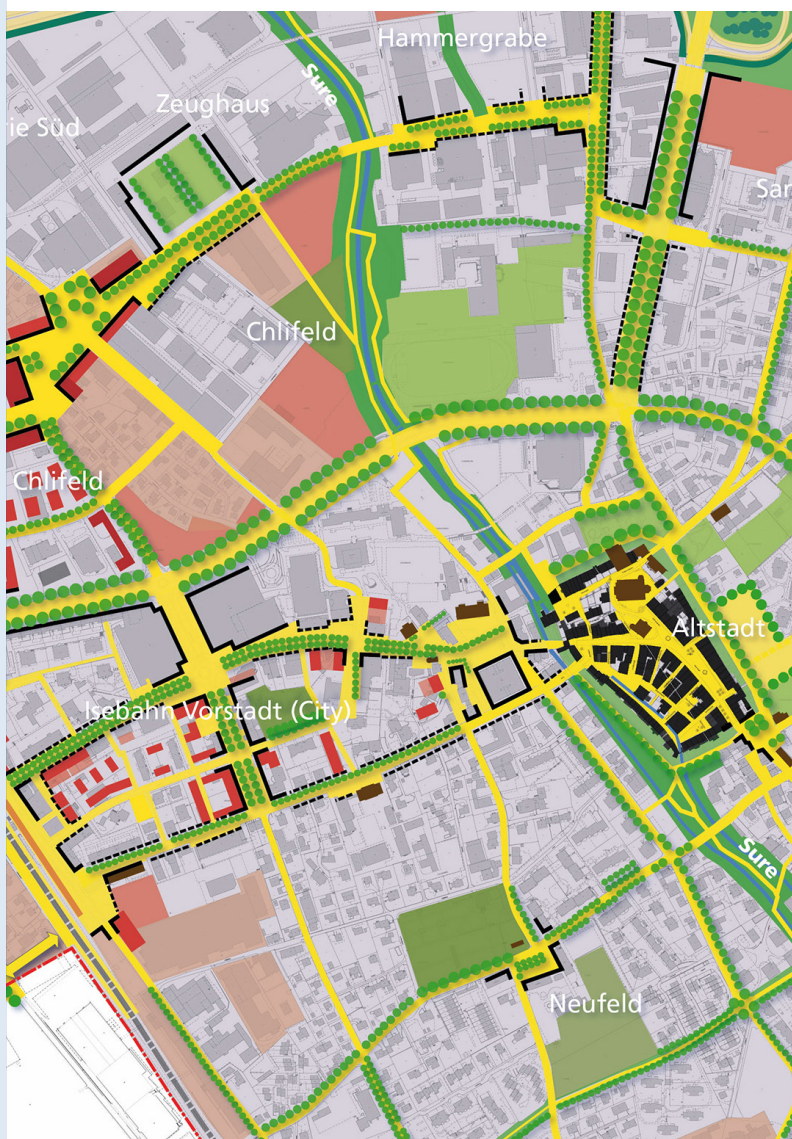 Hammergrabe
Sure
Zeughaus
ie Süd
Sar
Chlifeld
Chlifeld
Altstadt
Isebahn Vorstadt (City)
Sure
Neufeld